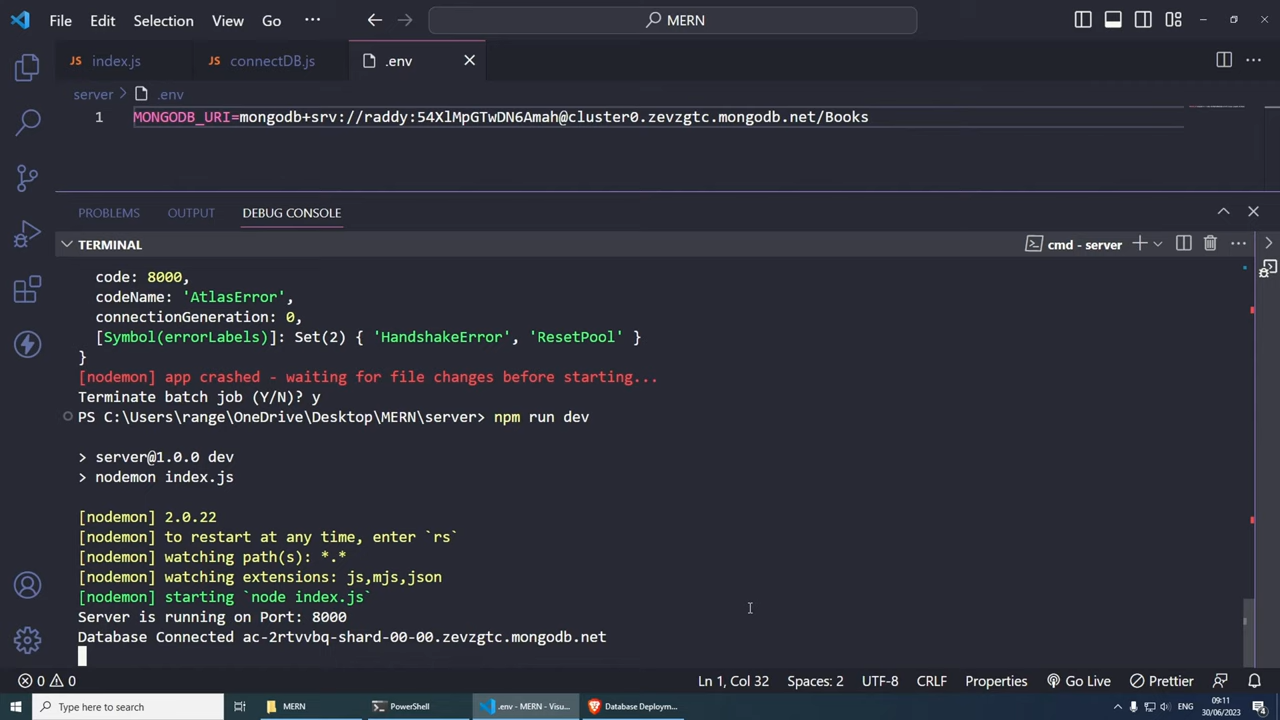 File Edit Selection View Go ··· MERN
JS index.js JS connectDB.js .env
server > .env
1 MONGODB_URI=mongodb+srv://raddy:54XlMpGTwDN6Amah@cluster0.zevzgtc.mongodb.net/Books
PROBLEMS OUTPUT DEBUG CONSOLE
TERMINAL cmd - server
code: 8000,
codeName: 'AtlasError',
connectionGeneration: 0,
[Symbol(errorLabels)]: Set(2) { 'HandshakeError', 'ResetPool' }
}
[nodemon] app crashed - waiting for file changes before starting...
Terminate batch job (Y/N)? y
PS C:\Users\range\OneDrive\Desktop\MERN\server> npm run dev
> server@1.0.0 dev
> nodemon index.js
[nodemon] 2.0.22
[nodemon] to restart at any time, enter `rs`
[nodemon] watching path(s): *.*
[nodemon] watching extensions: js,mjs,json
[nodemon] starting `node index.js`
Server is running on Port: 8000
Database Connected ac-2rtvvbq-shard-00-00.zevzgtc.mongodb.net
0 0 Ln 1, Col 32 Spaces: 2 UTF-8 CRLF Properties Go Live Prettier
Type here to search MERN PowerShell .env - MERN - Visu... Database Deploym... ENG 09:11
30/06/2023